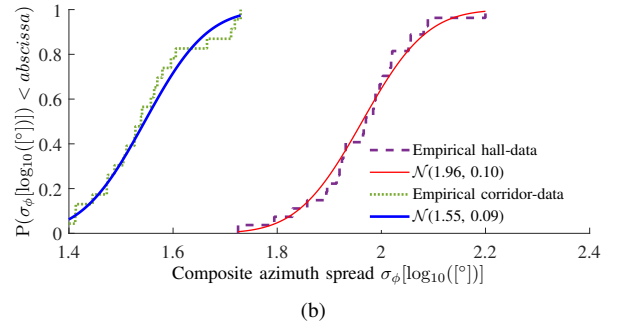 P(σ_ϕ[log₁₀([°])]) < abscissa)
1
0.8
0.6
0.4
0.2
0
Empirical hall-data
𝒩(1.96, 0.10)
Empirical corridor-data
𝒩(1.55, 0.09)
1.4 1.6 1.8 2 2.2 2.4
Composite azimuth spread σ_ϕ[log₁₀([°])]
(b)